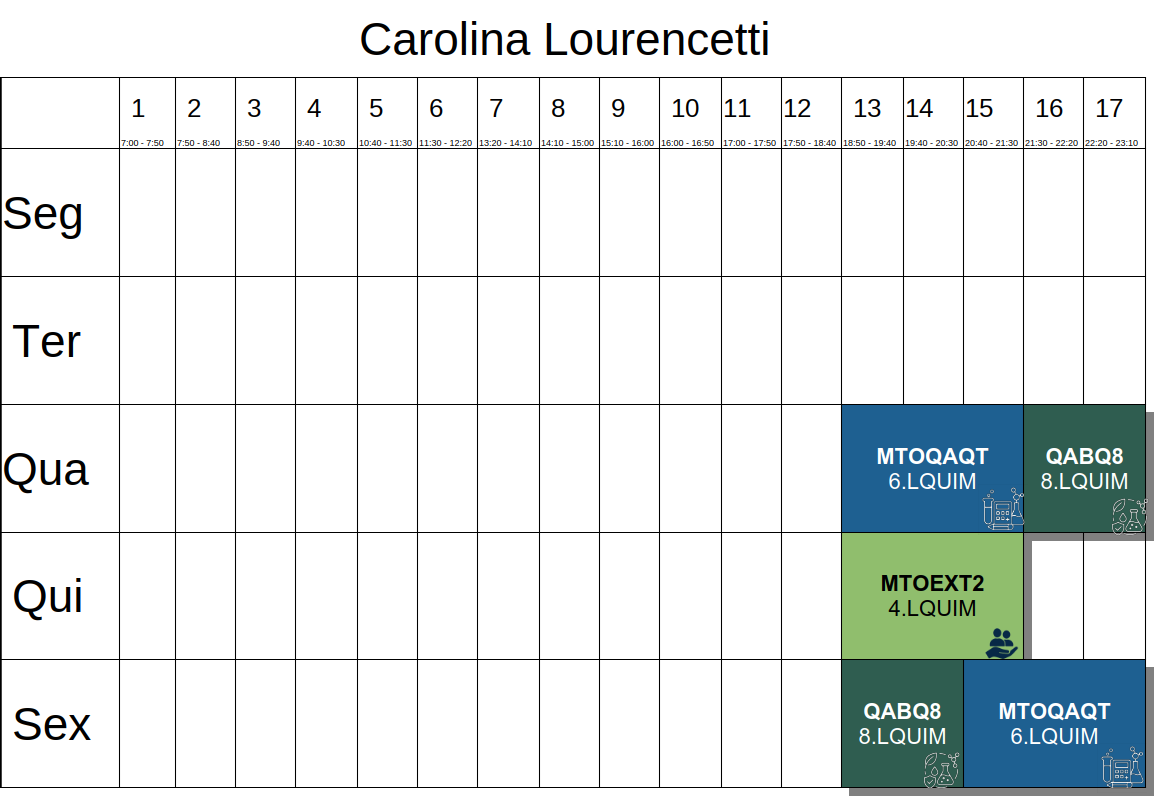 Carolina Lourencetti
1 2 3 4 5 6 7 8 9 10 11 12 13 14 15 16 17
7:00 - 7:50 7:50 - 8:40 8:50 - 9:40 9:40 - 10:30 10:40 - 11:30 11:30 - 12:20 13:20 - 14:10 14:10 - 15:00 15:10 - 16:00 16:00 - 16:50 17:00 - 17:50 17:50 - 18:40 18:50 - 19:40 19:40 - 20:30 20:40 - 21:30 21:30 - 22:20 22:20 - 23:10
Seg
Ter
Qua
MTOQAQT
6.LQUIM
QABQ8
8.LQUIM
Qui
MTOEXT2
4.LQUIM
Sex
QABQ8
8.LQUIM
MTOQAQT
6.LQUIM